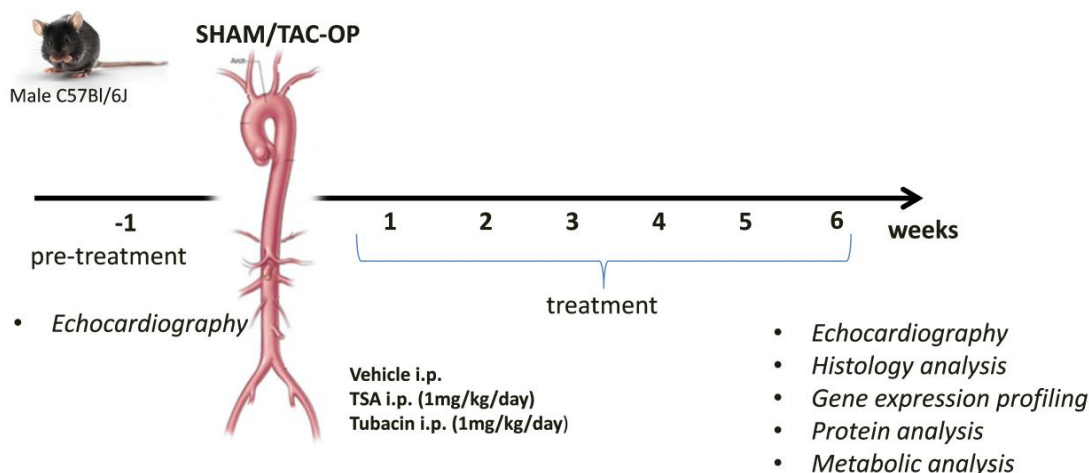 SHAM/TAC-OP
Arch
Male C57Bl/6J
-1
1 2 3 4 5 6 weeks
pre-treatment
treatment
• Echocardiography
Vehicle i.p.
TSA i.p. (1mg/kg/day)
Tubacin i.p. (1mg/kg/day)
• Echocardiography
• Histology analysis
• Gene expression profiling
• Protein analysis
• Metabolic analysis